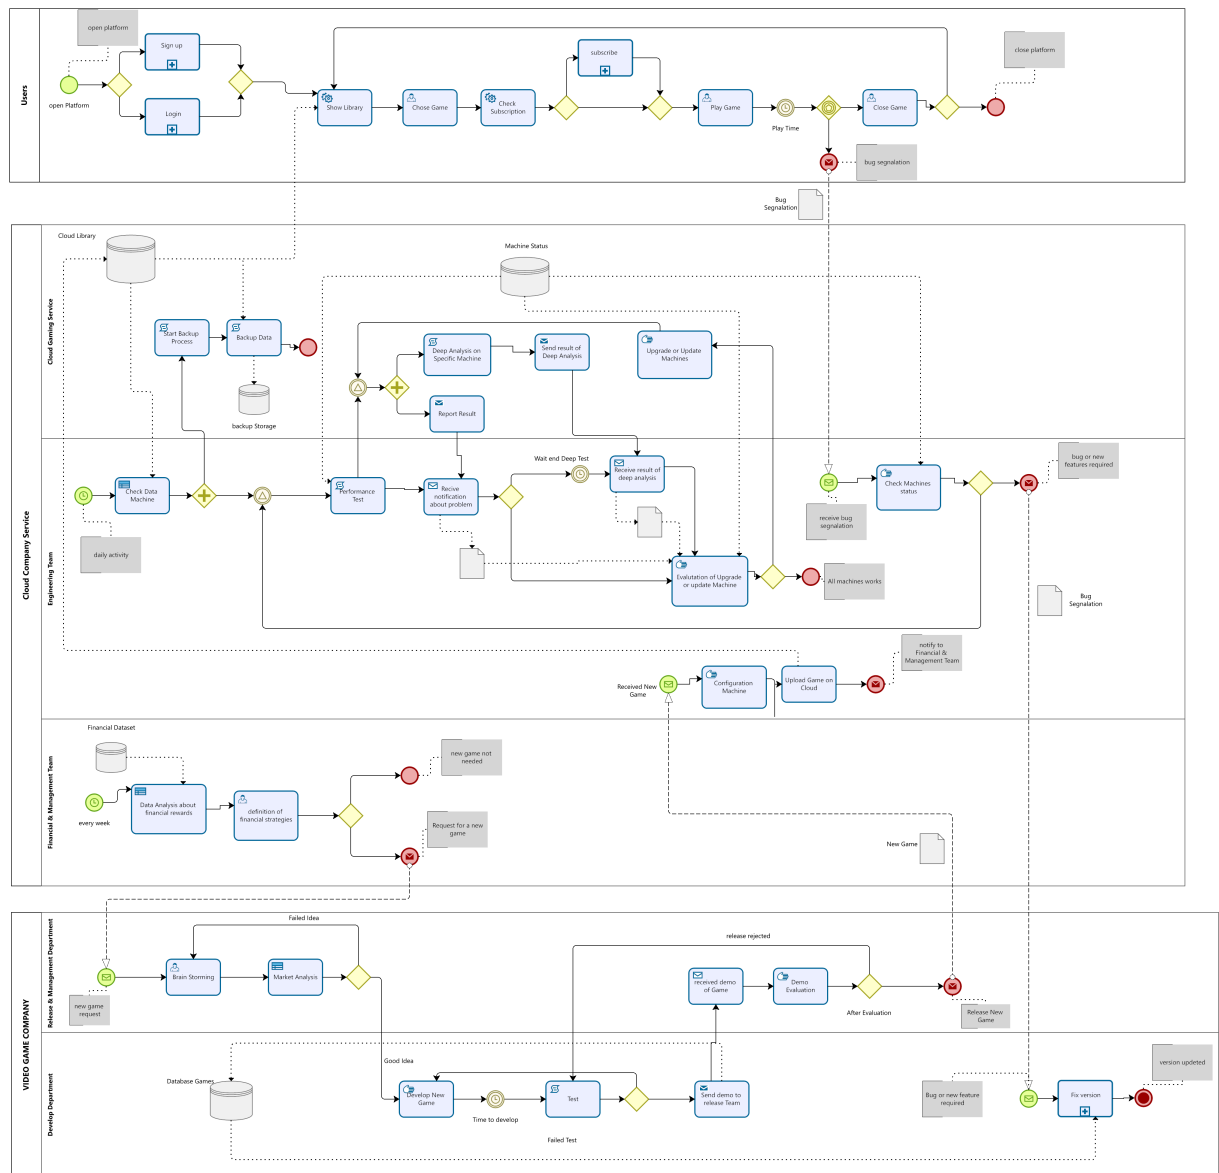 open platform
Sign up
open Platform
Login
Users
Show Library
Chose Game
Check
Subscription
subscribe
Play Game
Play Time
Close Game
close platform
bug segnalation
Bug
Segnalation
Cloud Company Service
Cloud Gaming Service
Cloud Library
Machine Status
Start Backup
Process
Backup Data
backup Storage
Deep Analysis on
Specific Machine
Send result of
Deep Analysis
Upgrade or Update
Machines
Report Result
Engineering Team
Check Data
Machine
daily activity
Performance
Test
Recive
notification
about problem
Wait end Deep Test
Receive result of
deep analysis
Evalutation of Upgrade
or update Machine
All machines works
receive bug
segnalation
Check Machines
status
bug or new
features required
Bug
Segnalation
Received New
Game
Configuration
Machine
Upload Game on
Cloud
notify to
Financial &
Management Team
Financial & Management Team
Financial Dataset
every week
Data Analysis about
financial rewards
definition of
financial strategies
new game not
needed
Request for a new
game
New Game
VIDEO GAME COMPANY
Release & Management Department
new game
request
Failed Idea
Brain Storming
Market Analysis
release rejected
received demo
of Game
Demo
Evaluation
After Evaluation
Release New
Game
Develop Department
Database Games
Good Idea
Develop New
Game
Time to develop
Test
Failed Test
Send demo to
release Team
Bug or new feature
required
Fix version
version updeted